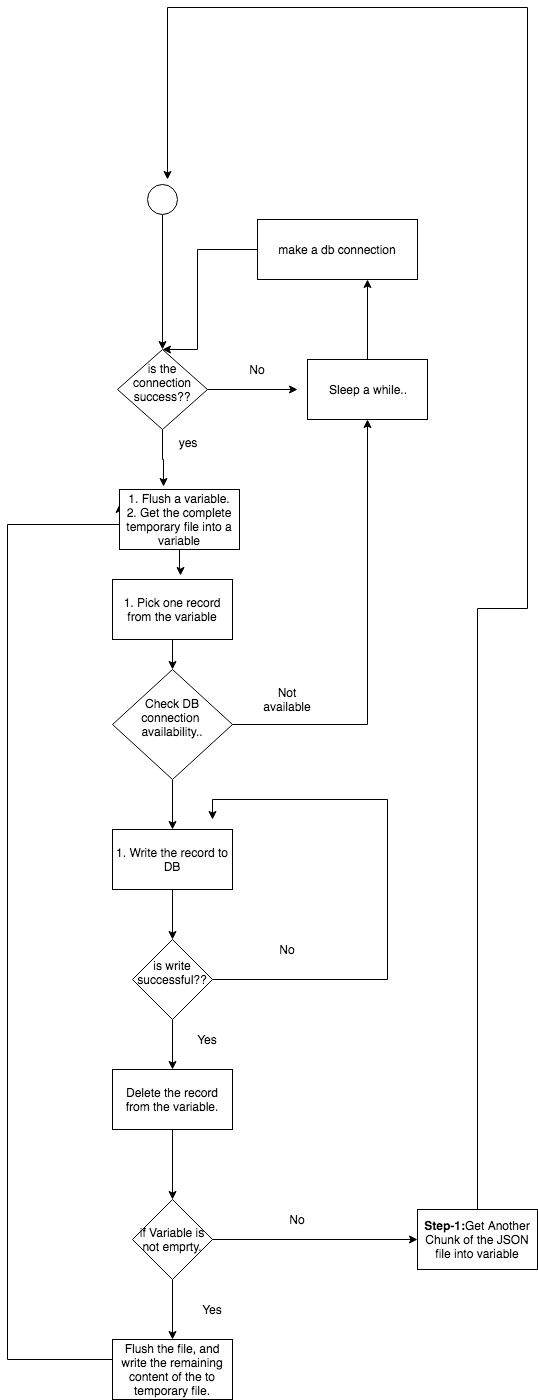 make a db connection
is the
connection
success??
No
Sleep a while..
yes
1. Flush a variable.
2. Get the complete
temporary file into a
variable
1. Pick one record
from the variable
Check DB
connection
availability..
Not
available
1. Write the record to
DB
is write
successful??
No
Yes
Delete the record
from the variable.
if Variable is
not emprty.
No
Step-1:Get Another
Chunk of the JSON
file into variable
Yes
Flush the file, and
write the remaining
content of the to
temporary file.